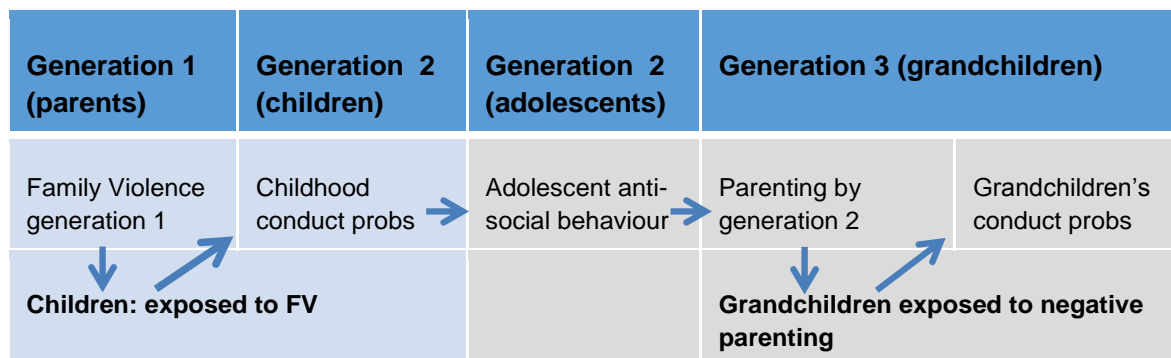 Generation 1
(parents)
Generation 2
(children)
Generation 2
(adolescents)
Generation 3 (grandchildren)
Family Violence
generation 1
Childhood
conduct probs
Adolescent anti-
social behaviour
Parenting by
generation 2
Grandchildren’s
conduct probs
Children: exposed to FV
Grandchildren exposed to negative
parenting